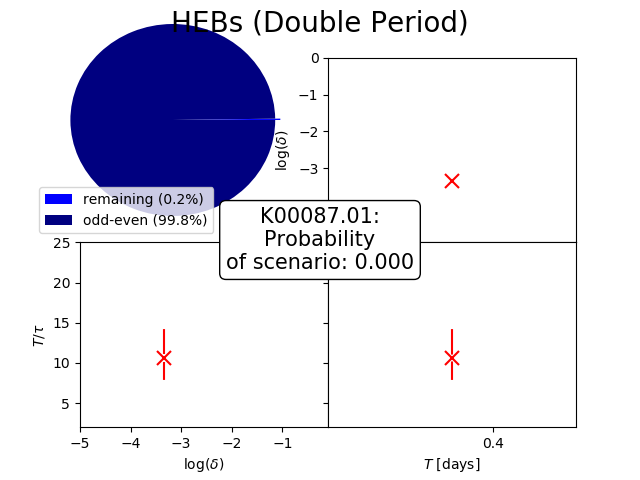 HEBs (Double Period)
remaining (0.2%)
odd-even (99.8%)
log(δ)
0
−1
−2
−3
K00087.01:
Probability
of scenario: 0.000
T/τ
25
20
15
10
5
−5
−4
−3
−2
−1
log(δ)
0.4
T [days]